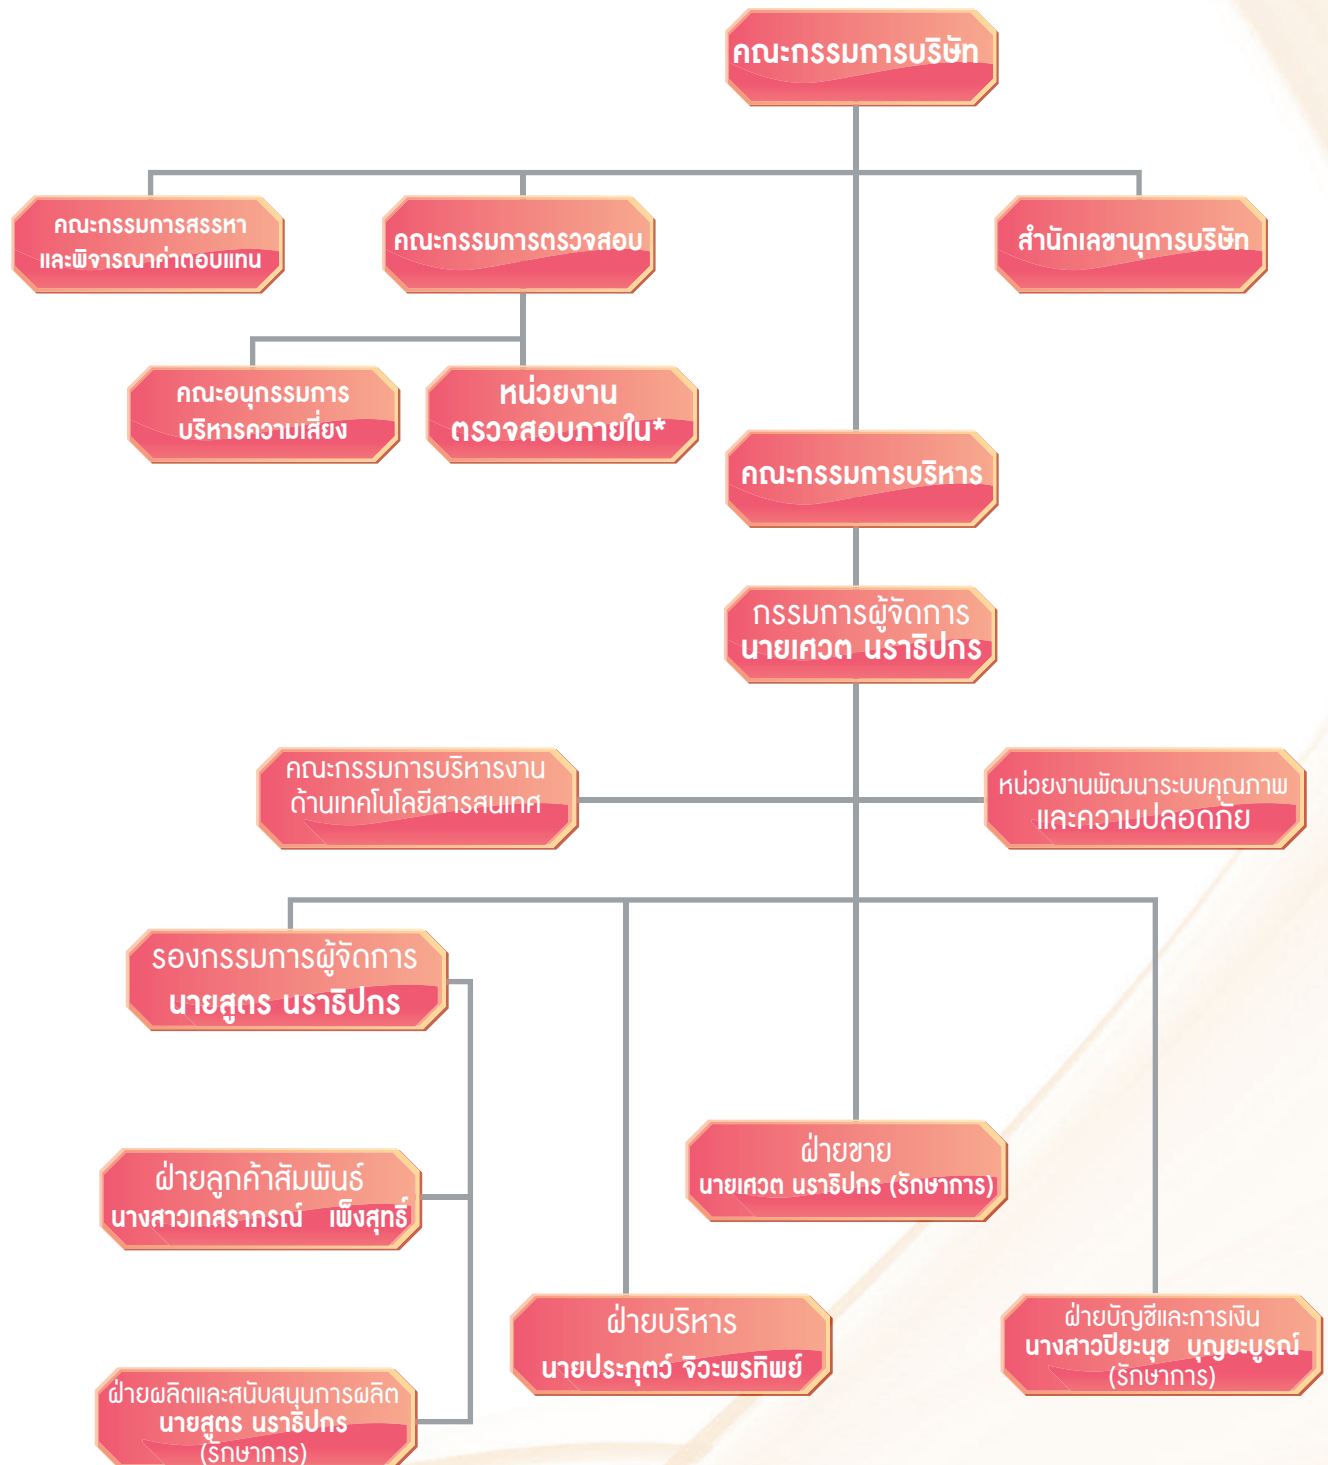 คณะกรรมการบริษัท
คณะกรรมการสรรหา
และพิจารณาค่าตอบแทน
คณะกรรมการตรวจสอบ
สำนักเลขานุการบริษัท
คณะอนุกรรมการ
บริหารความเสี่ยง
หน่วยงาน
ตรวจสอบภายใน*
คณะกรรมการบริหาร
กรรมการผู้จัดการ
นายเศวต นราธิปกร
คณะกรรมการบริหารงาน
ด้านเทคโนโลยีสารสนเทศ
หน่วยงานพัฒนาระบบคุณภาพ
และความปลอดภัย
รองกรรมการผู้จัดการ
นายสูตร นราธิปกร
ฝ่ายลูกค้าสัมพันธ์
นางสาวเกสราภรณ์ เพ็งสุทธิ์
ฝ่ายขาย
นายเศวต นราธิปกร (รักษาการ)
ฝ่ายบริหาร
นายประภุตว์ จิวะพรทิพย์
ฝ่ายบัญชีและการเงิน
นางสาวปิยะนุช บุญยะบูรณ์
(รักษาการ)
ฝ่ายผลิตและสนับสนุนการผลิต
นายสูตร นราธิปกร
(รักษาการ)